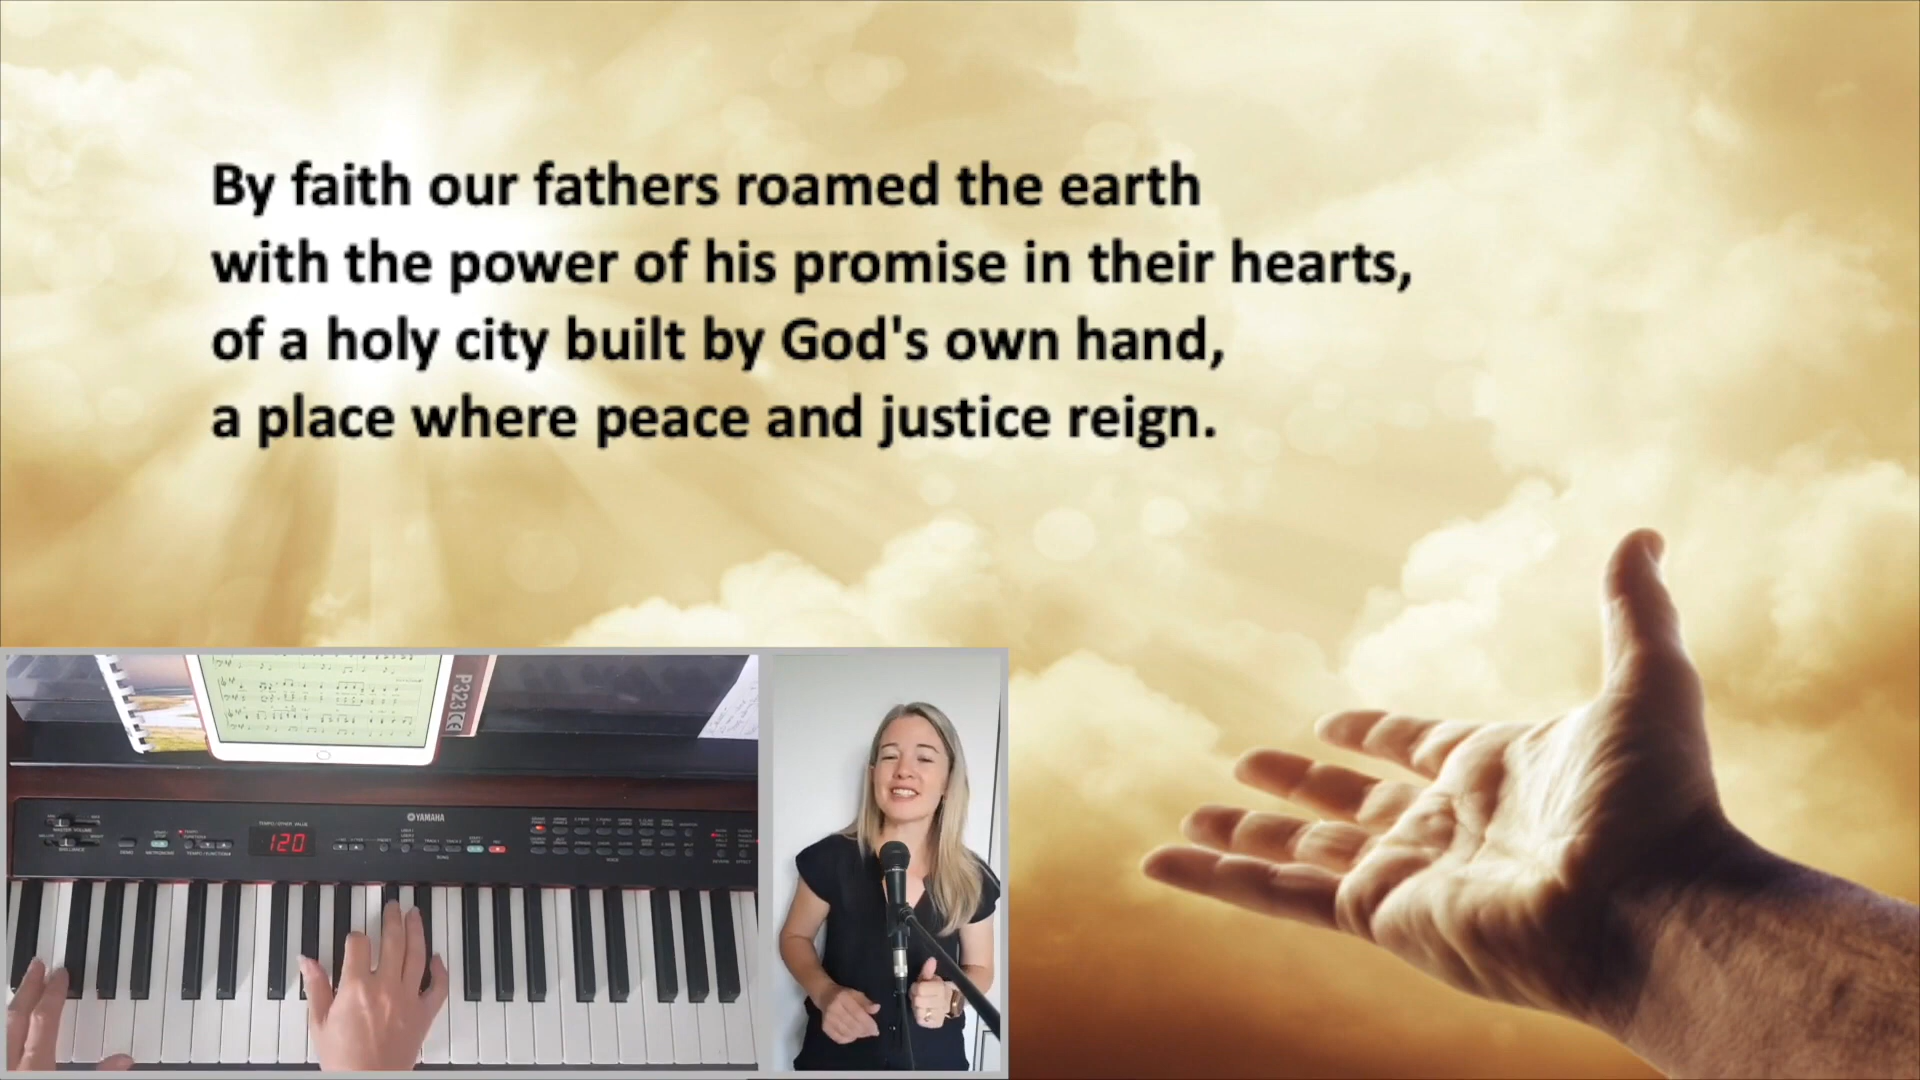 By faith our fathers roamed the earth
with the power of his promise in their hearts,
of a holy city built by God's own hand,
a place where peace and justice reign.
P323
YAMAHA
120